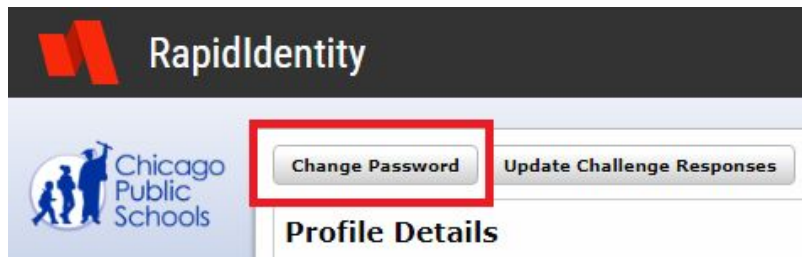 RapidIdentity
Chicago
Public
Schools
Change Password
Update Challenge Responses
Profile Details